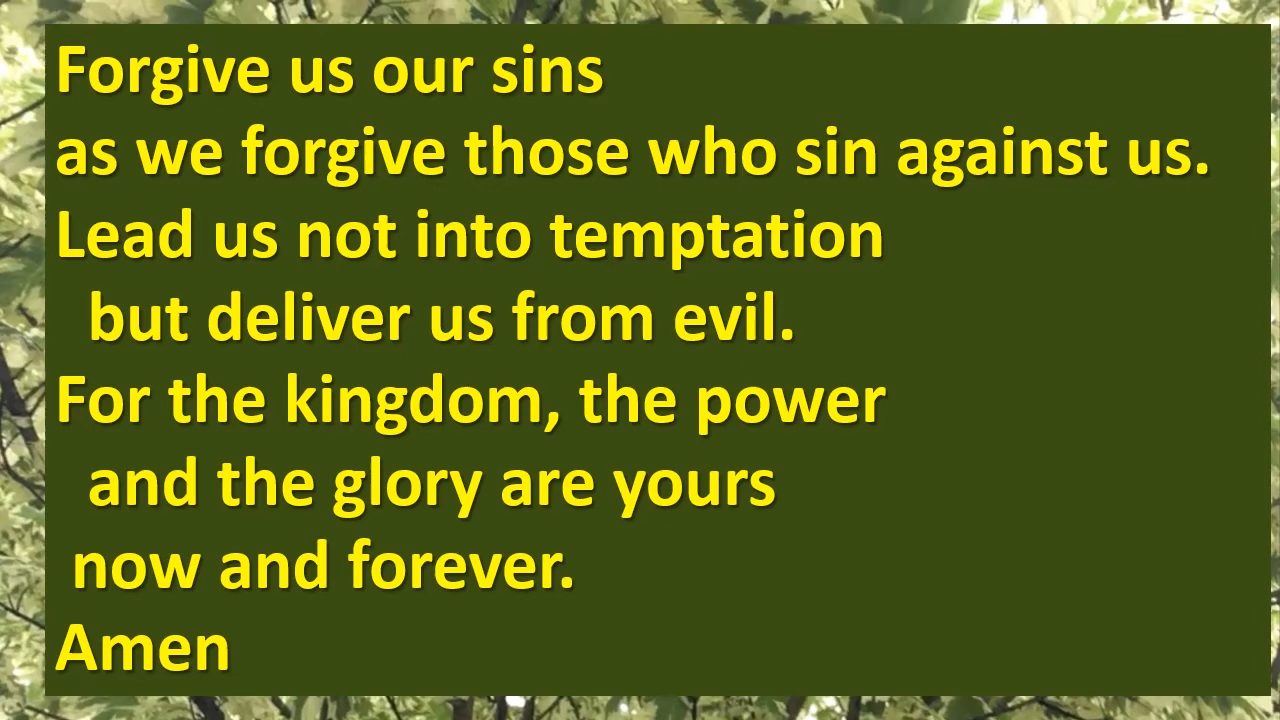 Forgive us our sins
as we forgive those who sin against us.
Lead us not into temptation
but deliver us from evil.
For the kingdom, the power
and the glory are yours
now and forever.
Amen